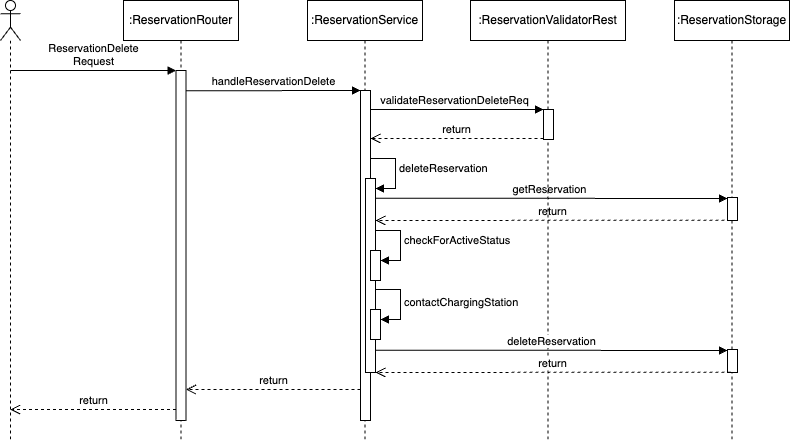 :ReservationRouter
:ReservationService
:ReservationValidatorRest
:ReservationStorage
ReservationDelete
Request
handleReservationDelete
validateReservationDeleteReq
return
deleteReservation
getReservation
return
checkForActiveStatus
contactChargingStation
deleteReservation
return
return
return